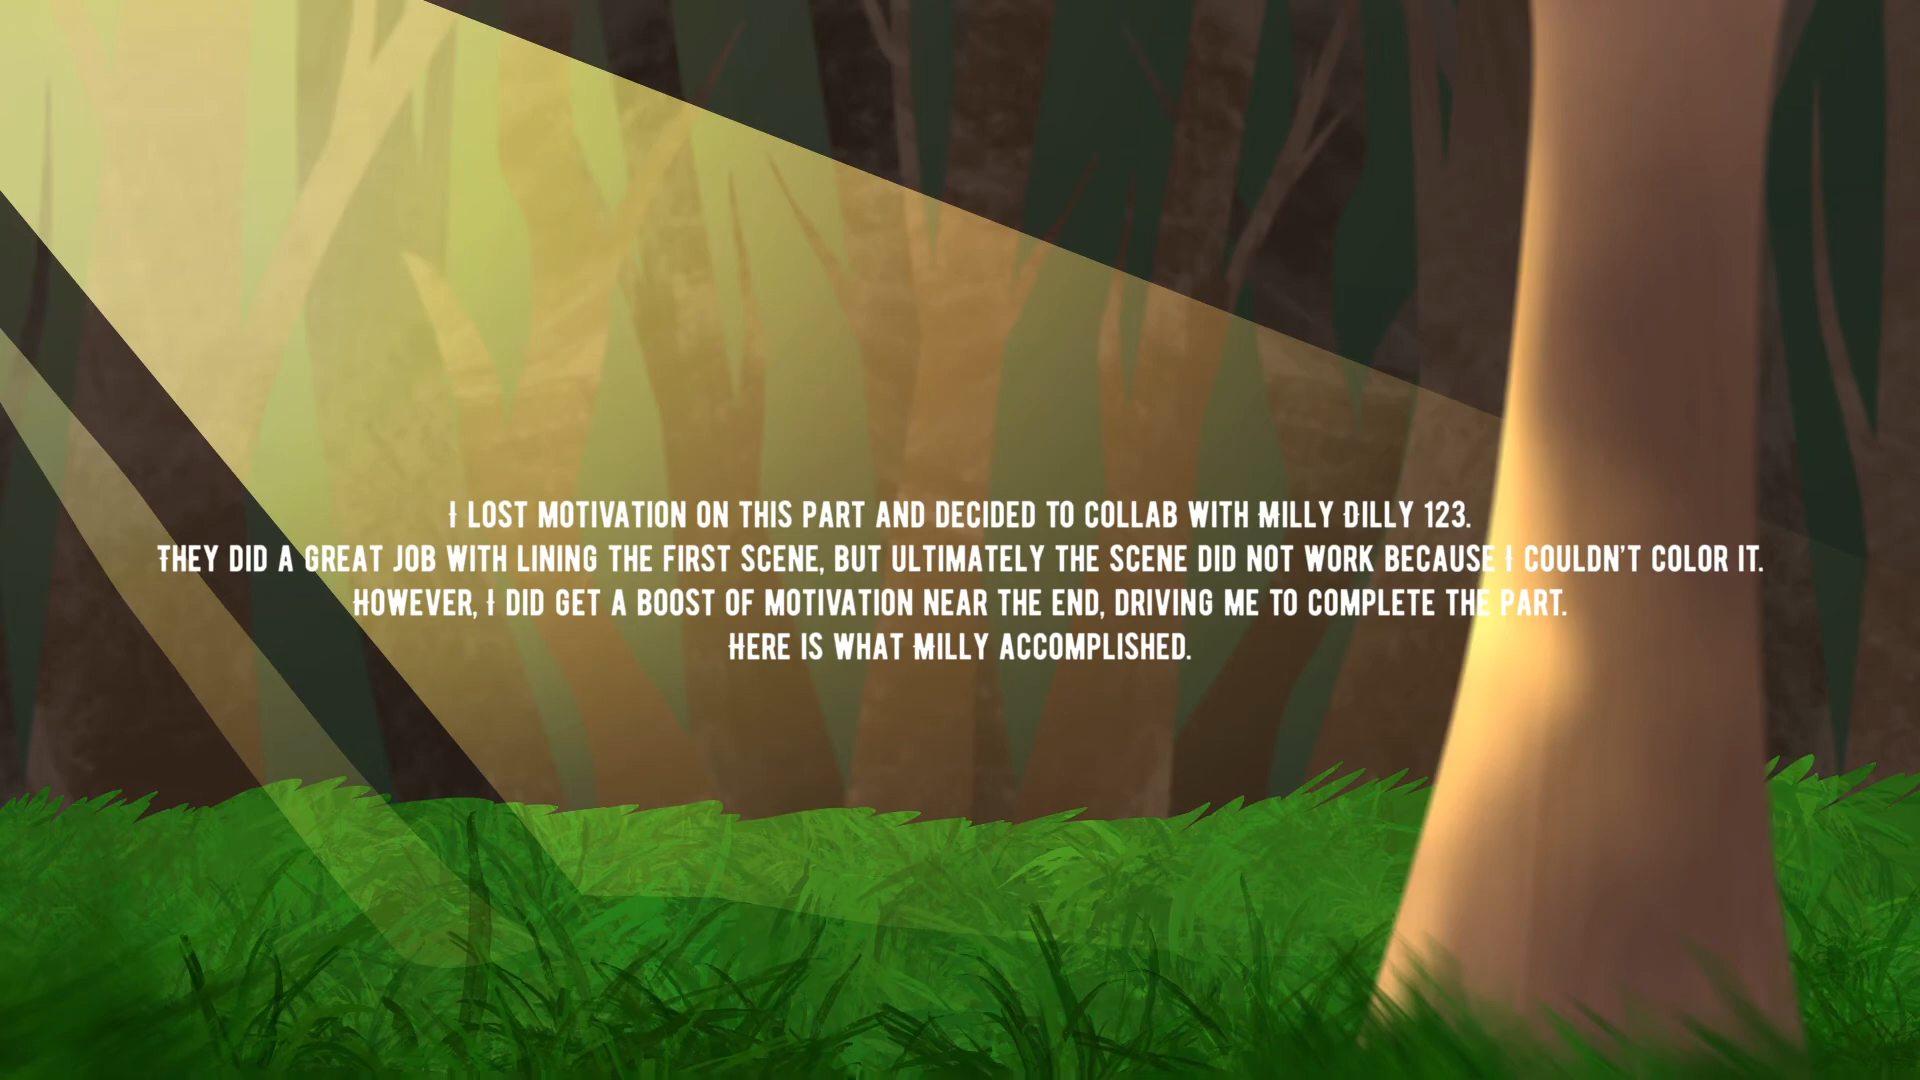 I LOST MOTIVATION ON THIS PART AND DECIDED TO COLLAB WITH MILLY DILLY 123.
THEY DID A GREAT JOB WITH LINING THE FIRST SCENE, BUT ULTIMATELY THE SCENE DID NOT WORK BECAUSE I COULDN'T COLOR IT.
HOWEVER, I DID GET A BOOST OF MOTIVATION NEAR THE END, DRIVING ME TO COMPLETE THE PART.
HERE IS WHAT MILLY ACCOMPLISHED.